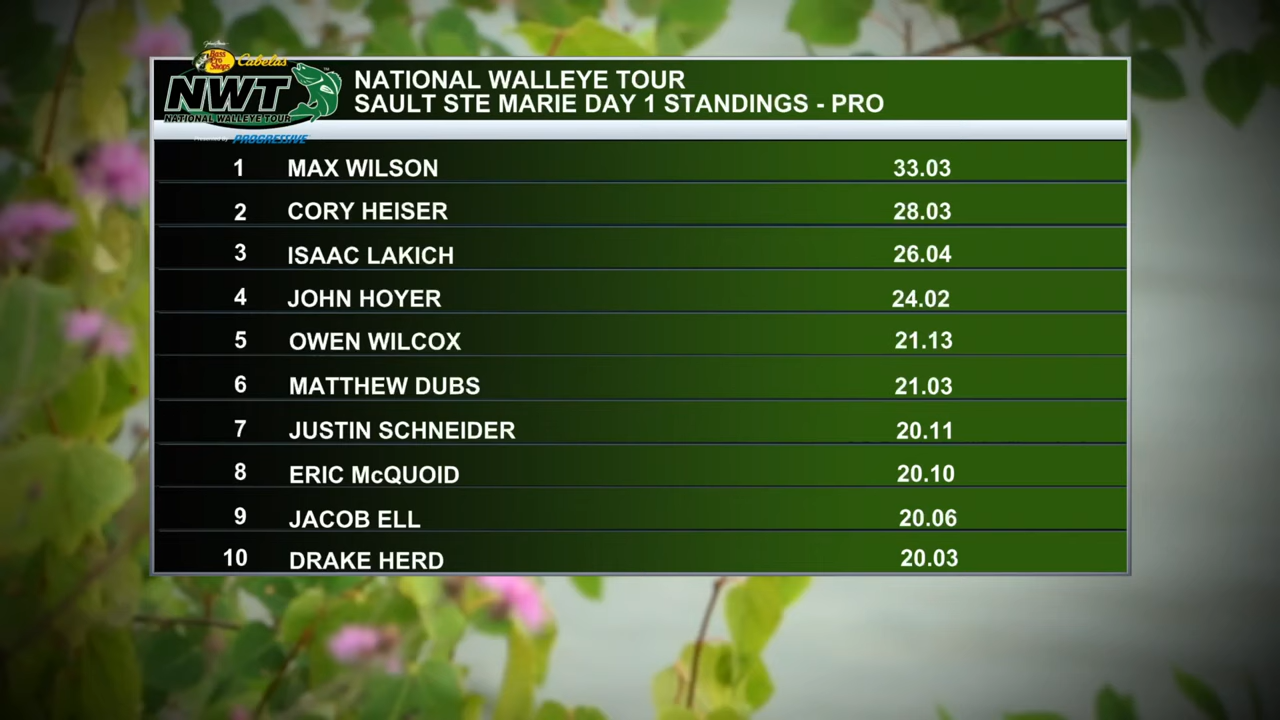 Bass
Pro
Shops
Cabela's
NWT
NATIONAL WALLEYE TOUR
Presented by PROGRESSIVE
NATIONAL WALLEYE TOUR
SAULT STE MARIE DAY 1 STANDINGS - PRO
1 MAX WILSON 33.03
2 CORY HEISER 28.03
3 ISAAC LAKICH 26.04
4 JOHN HOYER 24.02
5 OWEN WILCOX 21.13
6 MATTHEW DUBS 21.03
7 JUSTIN SCHNEIDER 20.11
8 ERIC McQUOID 20.10
9 JACOB ELL 20.06
10 DRAKE HERD 20.03